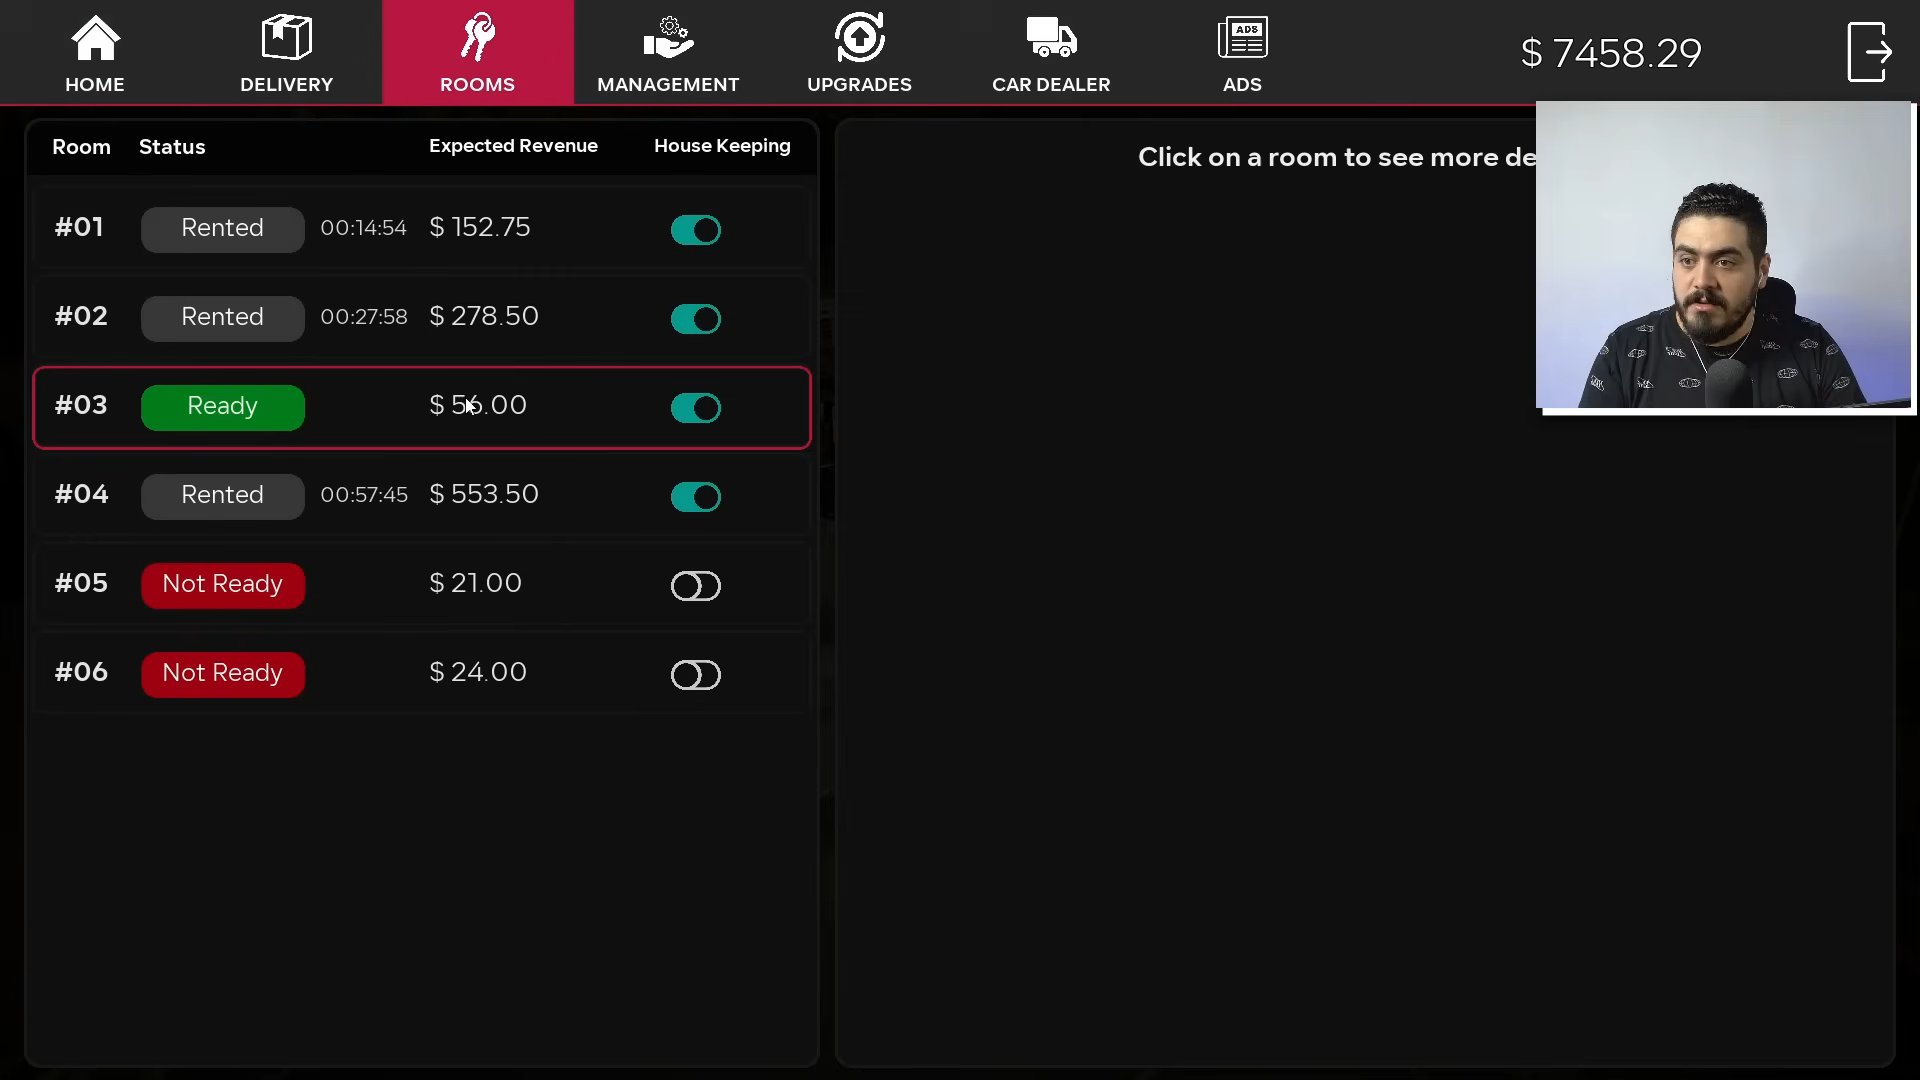 HOME
DELIVERY
ROOMS
MANAGEMENT
UPGRADES
CAR DEALER
ADS
ADS
$ 7458.29
Room Status Expected Revenue House Keeping
#01 Rented 00:14:54 $ 152.75
#02 Rented 00:27:58 $ 278.50
#03 Ready $ 56.00
#04 Rented 00:57:45 $ 553.50
#05 Not Ready $ 21.00
#06 Not Ready $ 24.00
Click on a room to see more de